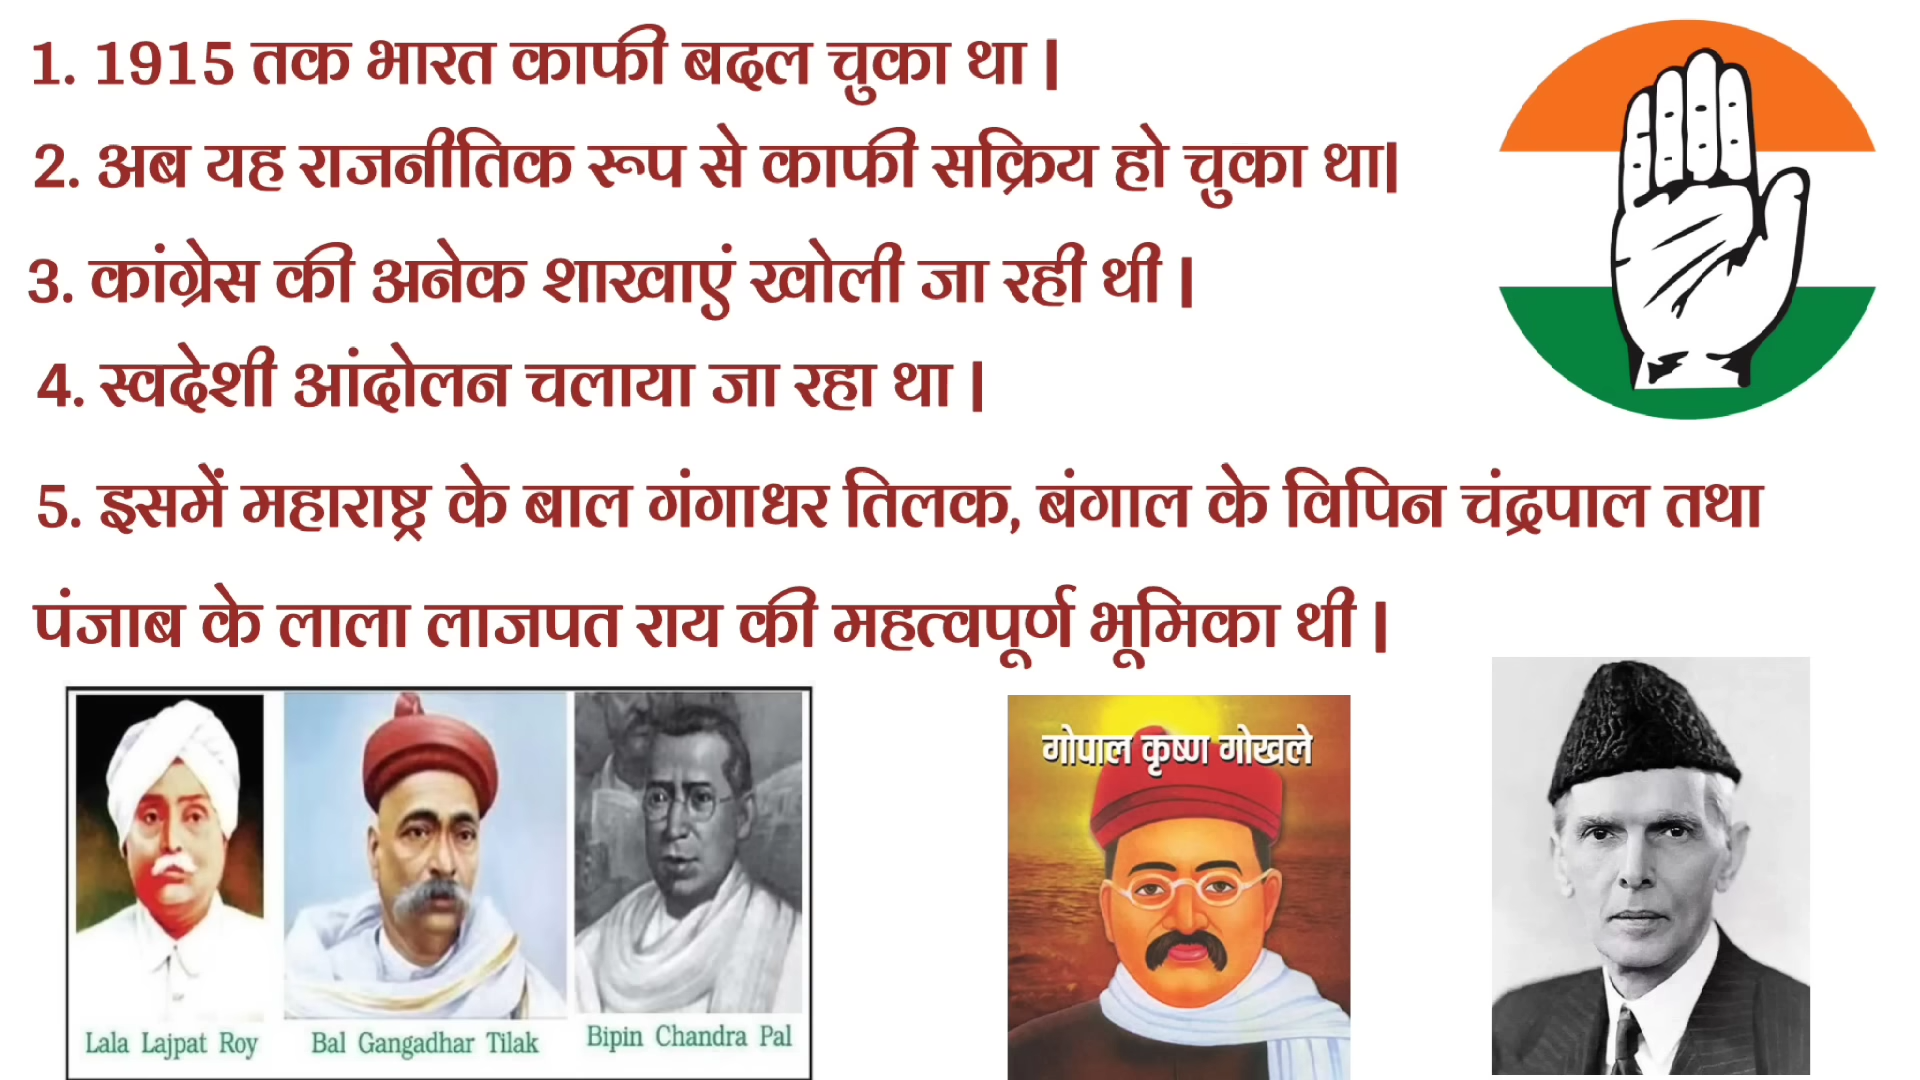 1. 1915 तक भारत काफी बदल चुका था |
2. अब यह राजनीतिक रूप से काफी सक्रिय हो चुका था|
3. कांग्रेस की अनेक शाखाएं खोली जा रही थी |
4. स्वदेशी आंदोलन चलाया जा रहा था |
5. इसमें महाराष्ट्र के बाल गंगाधर तिलक, बंगाल के विपिन चंद्रपाल तथा
पंजाब के लाला लाजपत राय की महत्वपूर्ण भूमिका थी |
Lala Lajpat Roy
Bal Gangadhar Tilak
Bipin Chandra Pal
गोपाल कृष्ण गोखले